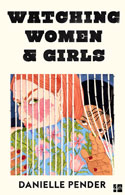 WATCHING
WOMEN
& GIRLS
DANIELLE PENDER